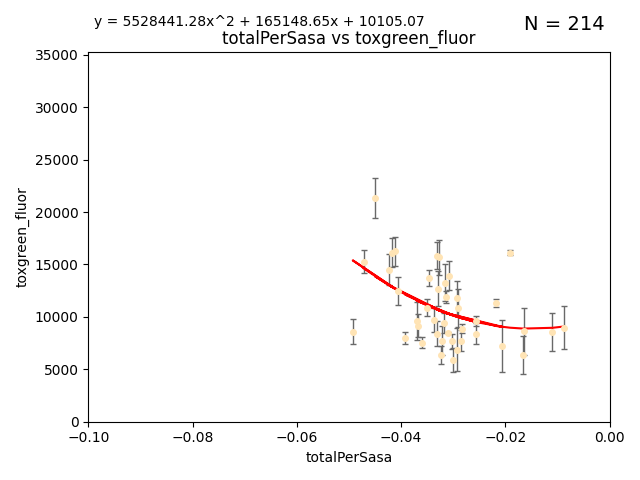 y = 5528441.28x^2 + 165148.65x + 10105.07
N = 214
totalPerSasa vs toxgreen_fluor
35000
30000
25000
20000
15000
10000
5000
0
toxgreen_fluor
−0.10
−0.08
−0.06
−0.04
−0.02
0.00
totalPerSasa